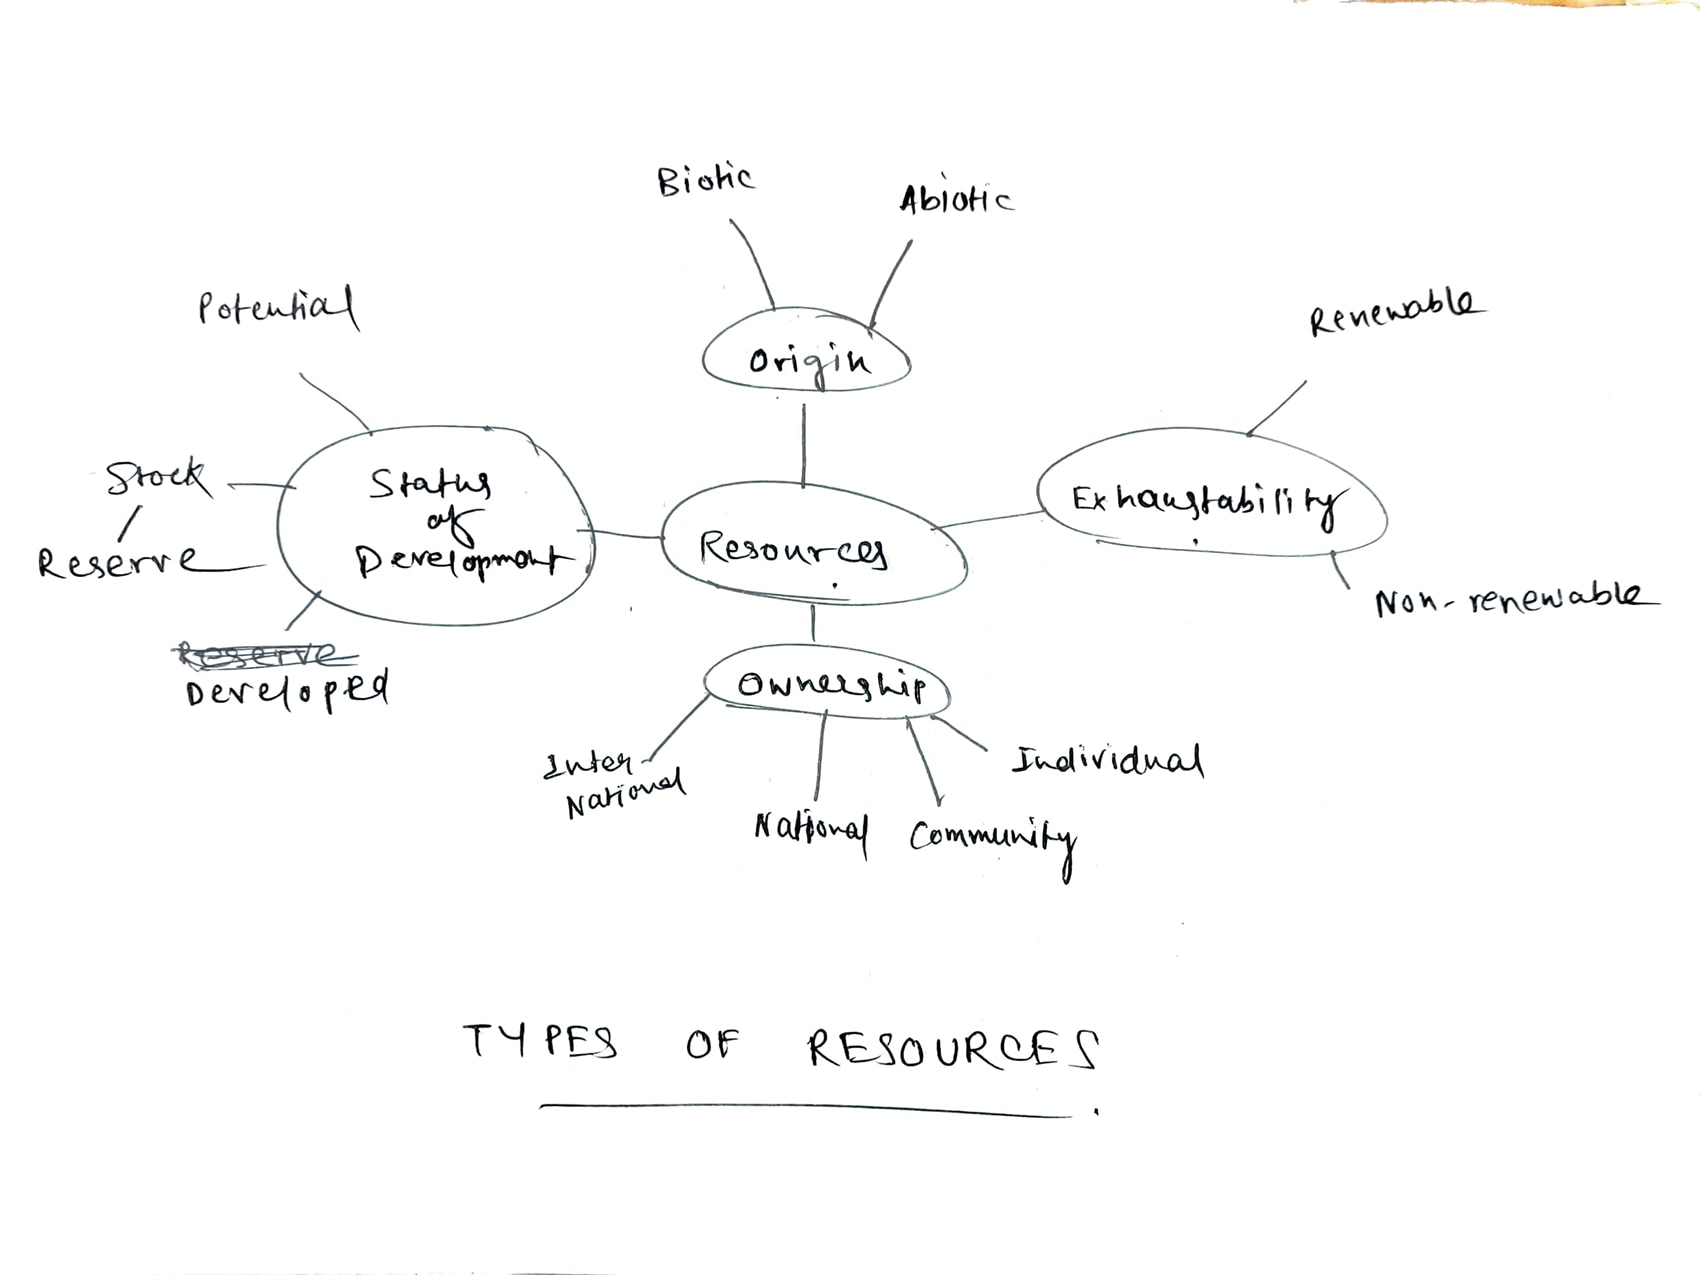 Biotic
Abiotic
Potential
Renewable
Origin
Stock
Reserve
Status
of
Development
Resources
Exhaustability
Non-renewable
Reserve
Developed
Ownership
Inter-
National
National
Community
Individual
TYPES OF RESOURCES